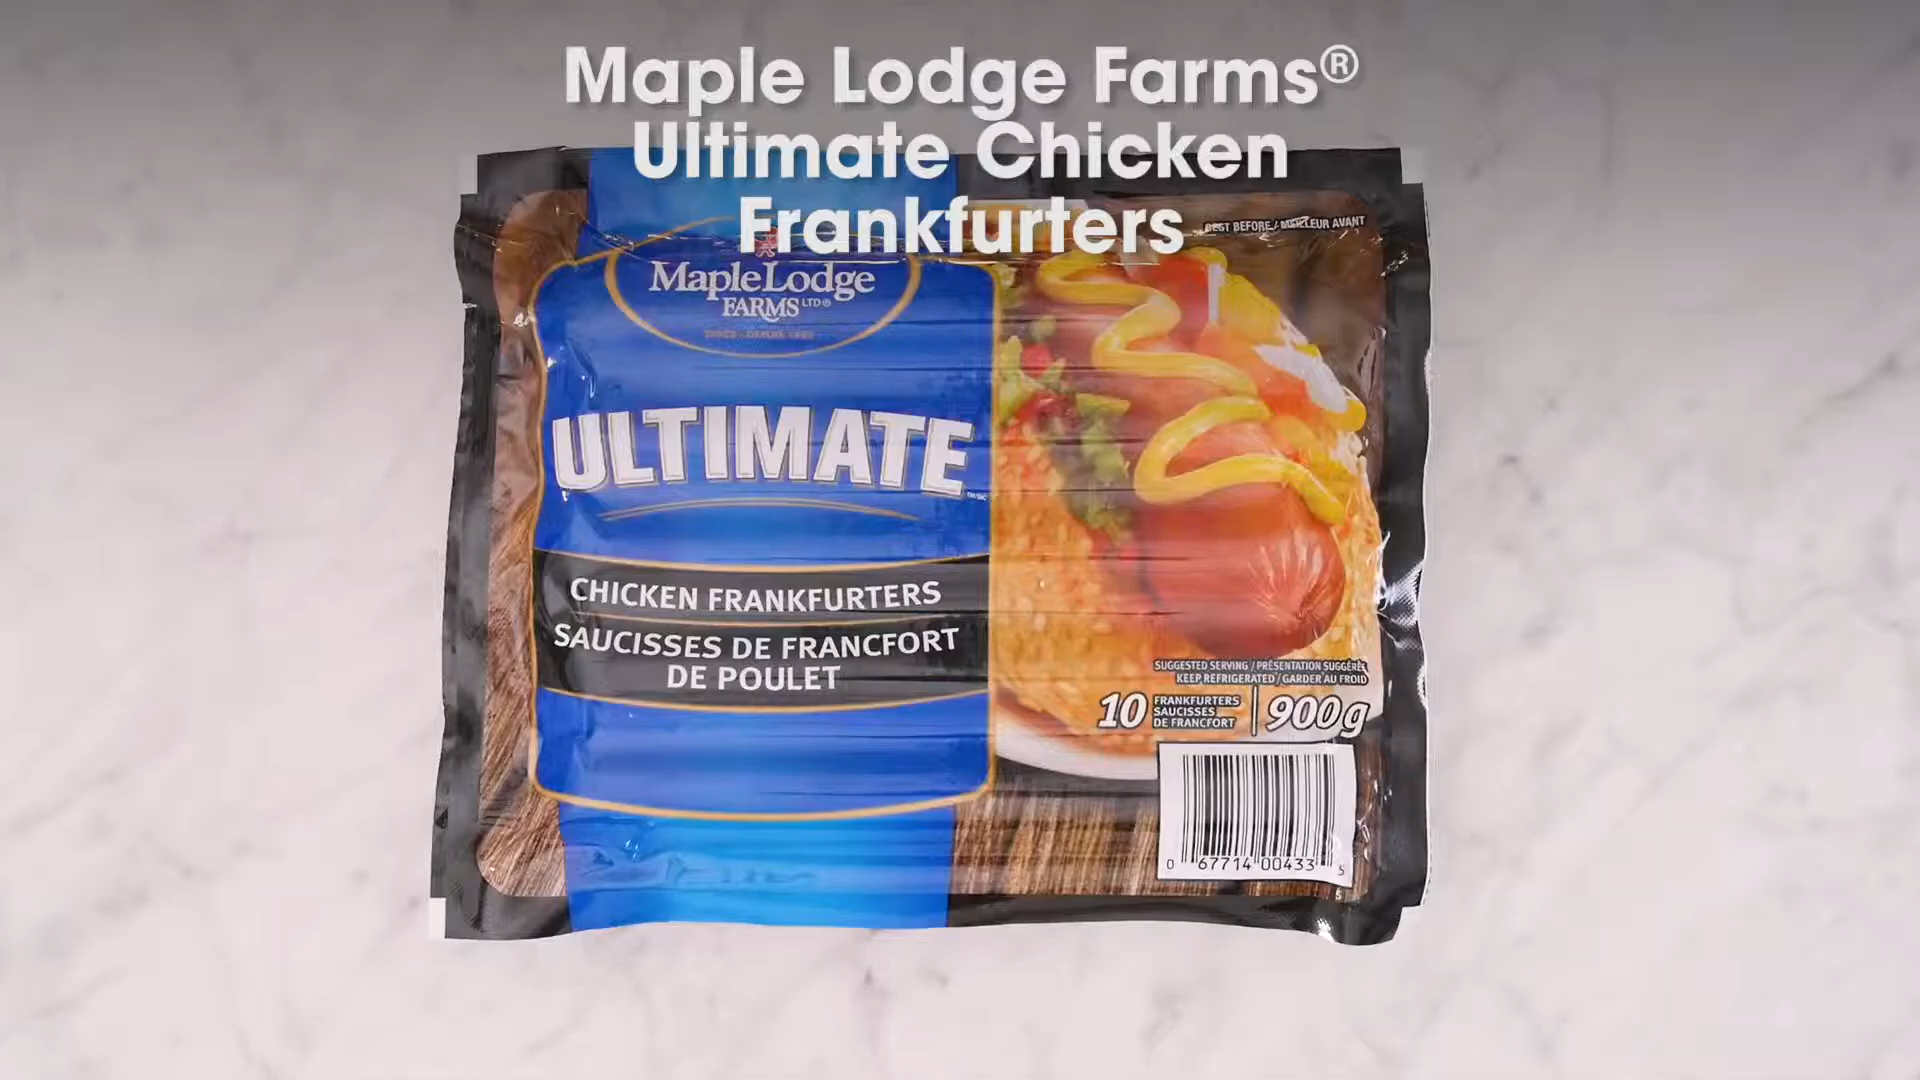 Maple Lodge Farms®
Ultimate Chicken
Frankfurters
BEST BEFORE / MEILLEUR AVANT
Maple Lodge
FARMS LTD®
ULTIMATE
CHICKEN FRANKFURTERS
SAUCISSES DE FRANCFORT
DE POULET
SUGGESTED SERVING / PRÉSENTATION SUGGÉRÉE
KEEP REFRIGERATED / GARDER AU FROID
10 FRANKFURTERS
SAUCISSES
DE FRANCFORT
900g
0 67714 00433 5